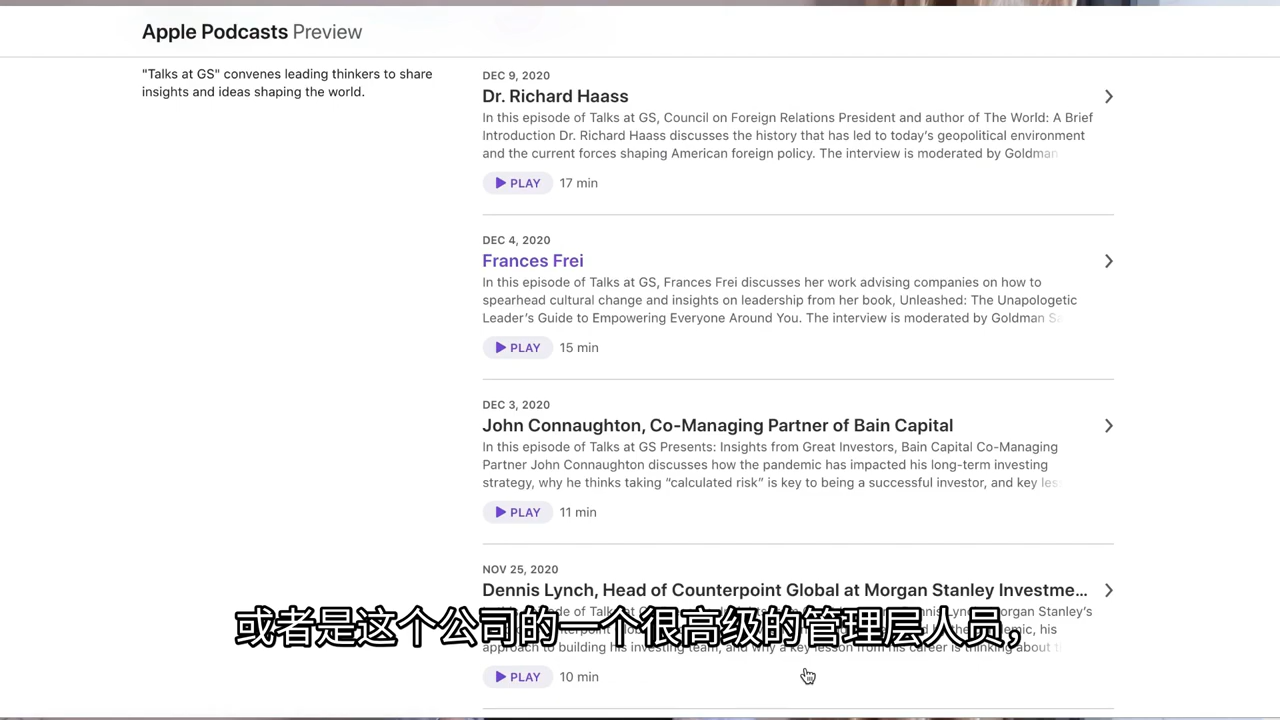 Apple Podcasts Preview
"Talks at GS" convenes leading thinkers to share
insights and ideas shaping the world.
DEC 9, 2020
Dr. Richard Haass
In this episode of Talks at GS, Council on Foreign Relations President and author of The World: A Brief
Introduction Dr. Richard Haass discusses the history that has led to today's geopolitical environment
and the current forces shaping American foreign policy. The interview is moderated by Goldman
PLAY 17 min
DEC 4, 2020
Frances Frei
In this episode of Talks at GS, Frances Frei discusses her work advising companies on how to
spearhead cultural change and insights on leadership from her book, Unleashed: The Unapologetic
Leader's Guide to Empowering Everyone Around You. The interview is moderated by Goldman
PLAY 15 min
DEC 3, 2020
John Connaughton, Co-Managing Partner of Bain Capital
In this episode of Talks at GS Presents: Insights from Great Investors, Bain Capital Co-Managing
Partner John Connaughton discusses how the pandemic has impacted his long-term investing
strategy, why he thinks taking “calculated risk” is key to being a successful investor, and key
PLAY 11 min
NOV 25, 2020
Dennis Lynch, Head of Counterpoint Global at Morgan Stanley Investme...
或者是这个公司的一个很高级的管理层人员,
approach to building his investing team, and why a key lesson from his career is thinking about
PLAY 10 min